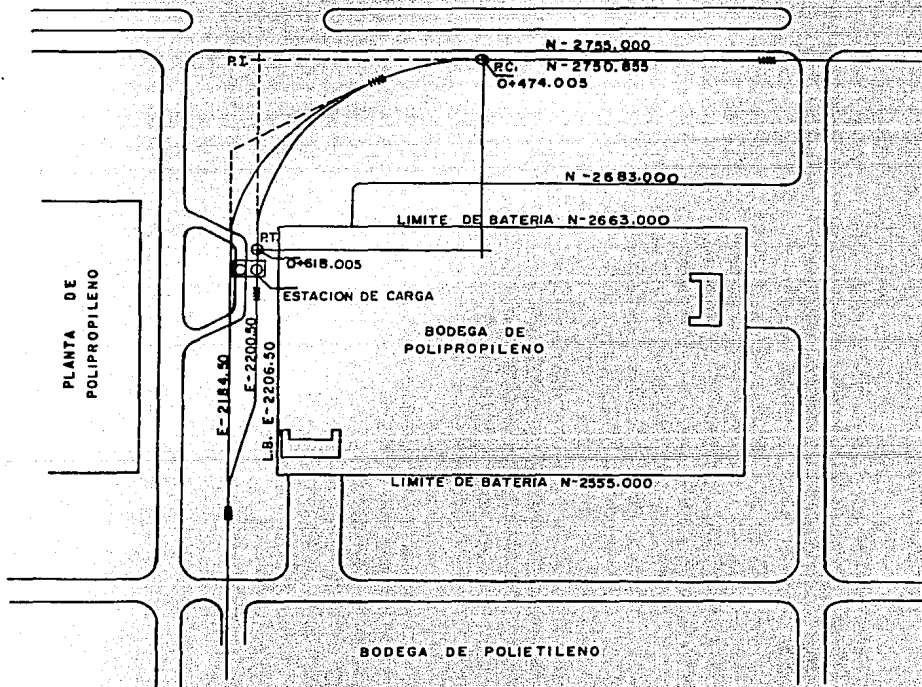 N-2755.000
P.I.
P.C. N-2750.855
0+474.005
N-2683.000
LIMITE DE BATERIA N-2663.000
P.T.
0+618.005
ESTACION DE CARGA
PLANTA DE
POLIPROPILENO
BODEGA DE
POLIPROPILENO
E-2184.50
E-2200.50
L.B. E-2206.50
LIMITE DE BATERIA N-2555.000
BODEGA DE POLIETILENO